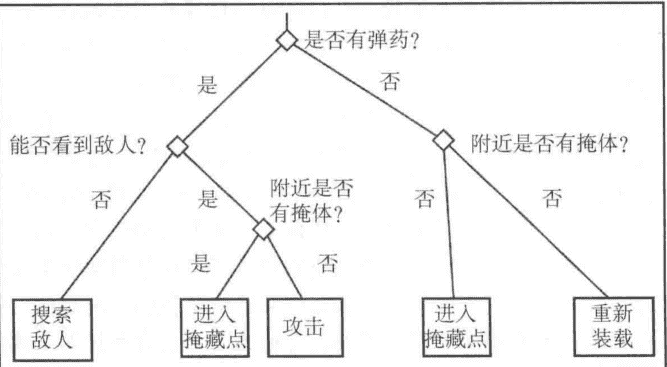 是否有弹药?
是
否
能否看到敌人?
附近是否有掩体?
否
是
附近是否
有掩体?
否
否
是
否
搜索
敌人
进入
掩藏点
攻击
进入
掩藏点
重新
装载